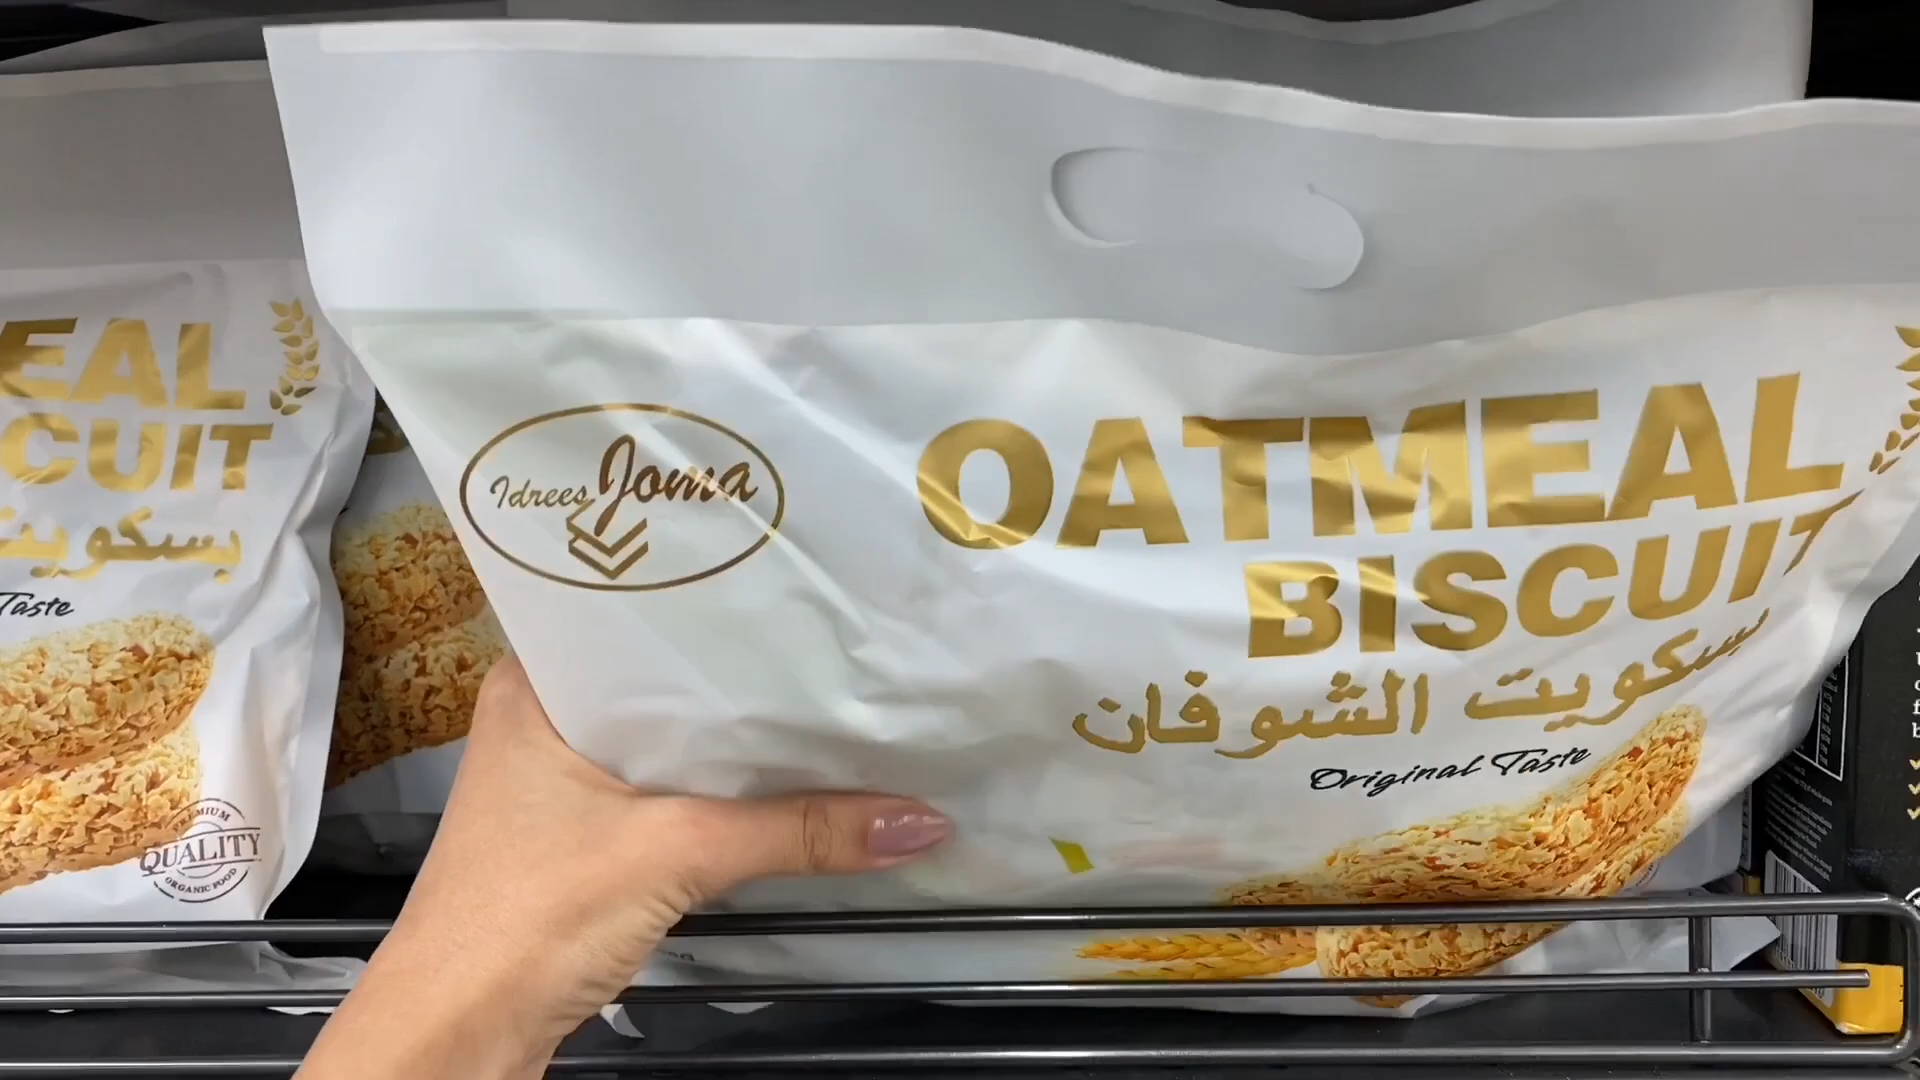 EAL
CUIT
Taste
PREMIUM
QUALITY
ORGANIC FOOD
Idrees Joma
OATMEAL
BISCUIT
بسكويت الشوفان
Original Taste